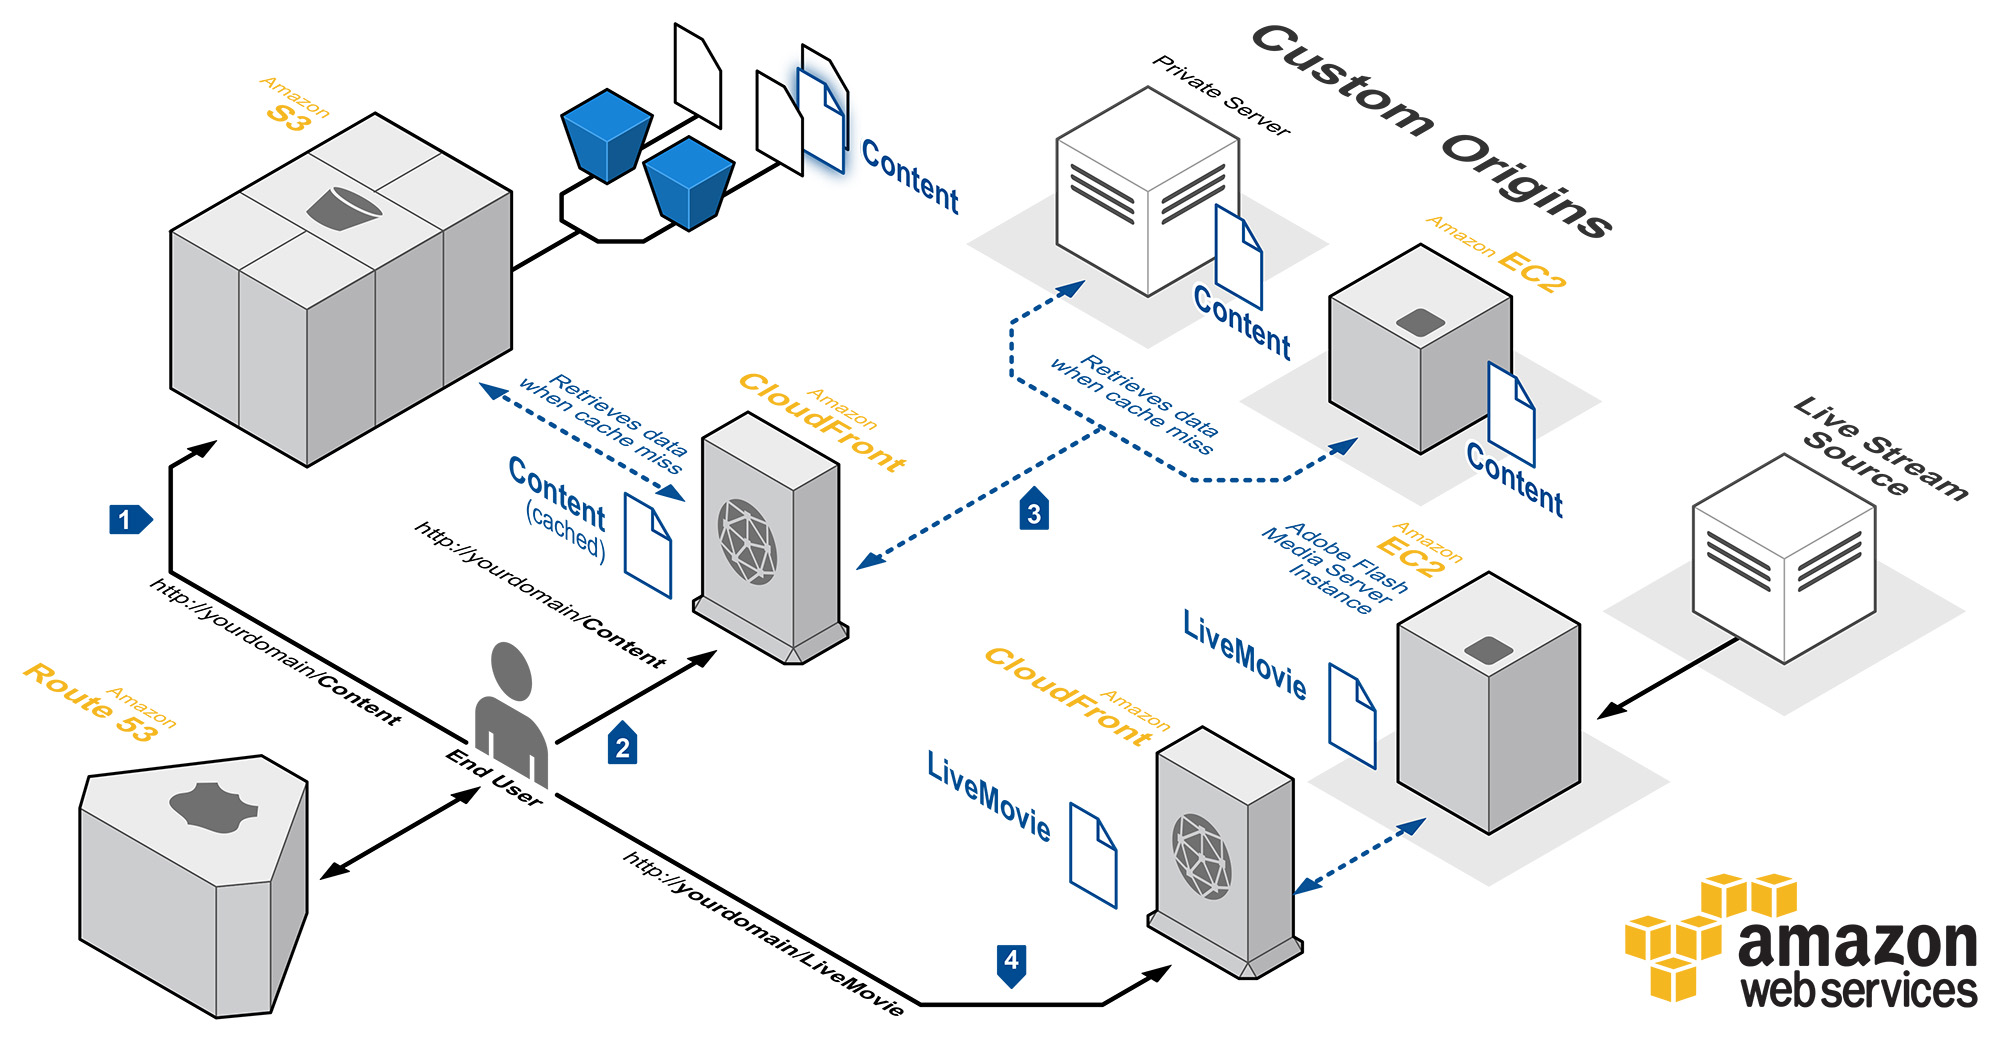 Amazon
S3
Content
Private Server
Custom Origins
Content
Amazon EC2
Content
Live Stream
Source
Retrieves data
when cache miss
Amazon
CloudFront
Content
(cached)
Retrieves data
when cache miss
1
http://yourdomain/Content
http://yourdomain/Content
2
3
Amazon
EC2
Adobe Flash
Media Server
Instance
LiveMovie
Amazon
Route 53
End User
Amazon
CloudFront
LiveMovie
http://yourdomain/LiveMovie
4
amazon
web services